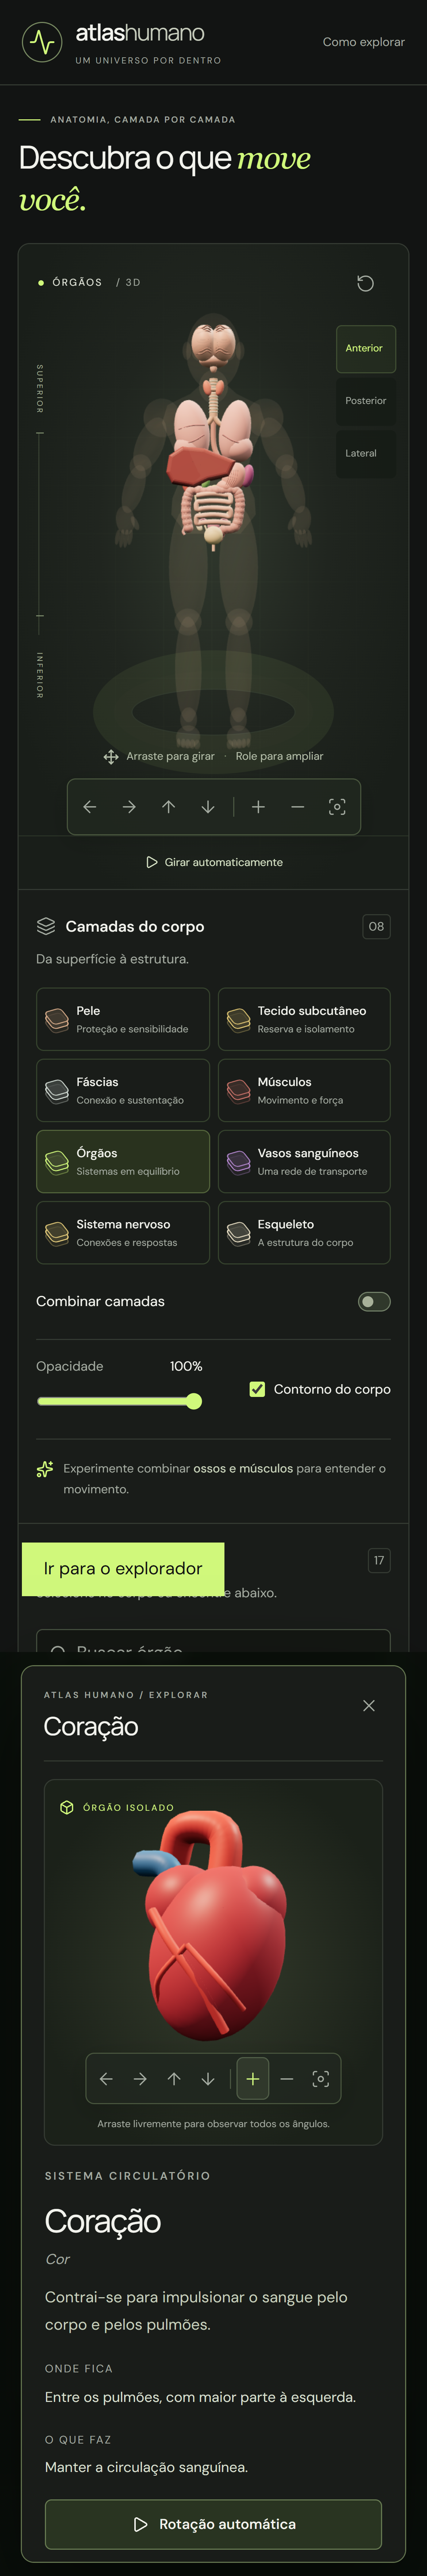 atlashumano
UM UNIVERSO POR DENTRO
Como explorar
ANATOMIA, CAMADA POR CAMADA
Descubra o que move
você.
ÓRGÃOS / 3D
Anterior
Posterior
Lateral
SUPERIOR
INFERIOR
Arraste para girar · Role para ampliar
Girar automaticamente
Camadas do corpo
08
Da superfície à estrutura.
Pele
Proteção e sensibilidade
Tecido subcutâneo
Reserva e isolamento
Fáscias
Conexão e sustentação
Músculos
Movimento e força
Órgãos
Sistemas em equilíbrio
Vasos sanguíneos
Uma rede de transporte
Sistema nervoso
Conexões e respostas
Esqueleto
A estrutura do corpo
Combinar camadas
Opacidade 100%
Contorno do corpo
Experimente combinar ossos e músculos para entender o
movimento.
17
Ir para o explorador
abaixo.
Buscar órgão
ATLAS HUMANO / EXPLORAR
Coração
ÓRGÃO ISOLADO
Arraste livremente para observar todos os ângulos.
SISTEMA CIRCULATÓRIO
Coração
Cor
Contrai-se para impulsionar o sangue pelo
corpo e pelos pulmões.
ONDE FICA
Entre os pulmões, com maior parte à esquerda.
O QUE FAZ
Manter a circulação sanguínea.
Rotação automática